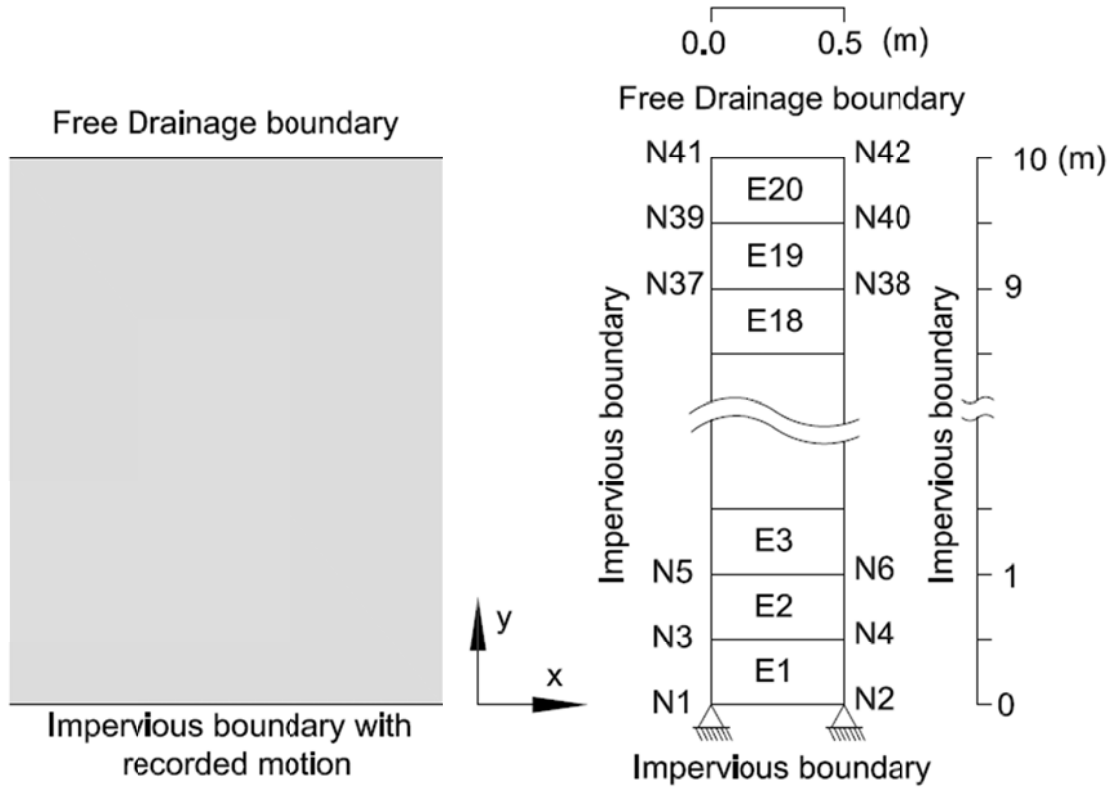 Free Drainage boundary
Impervious boundary with
recorded motion
y
x
0.0 0.5 (m)
Free Drainage boundary
N41 N42 10 (m)
E20
N39 N40
E19
N37 N38 9
E18
Impervious boundary
Impervious boundary
E3
N5 N6 1
E2
N3 N4
E1
N1 N2 0
Impervious boundary